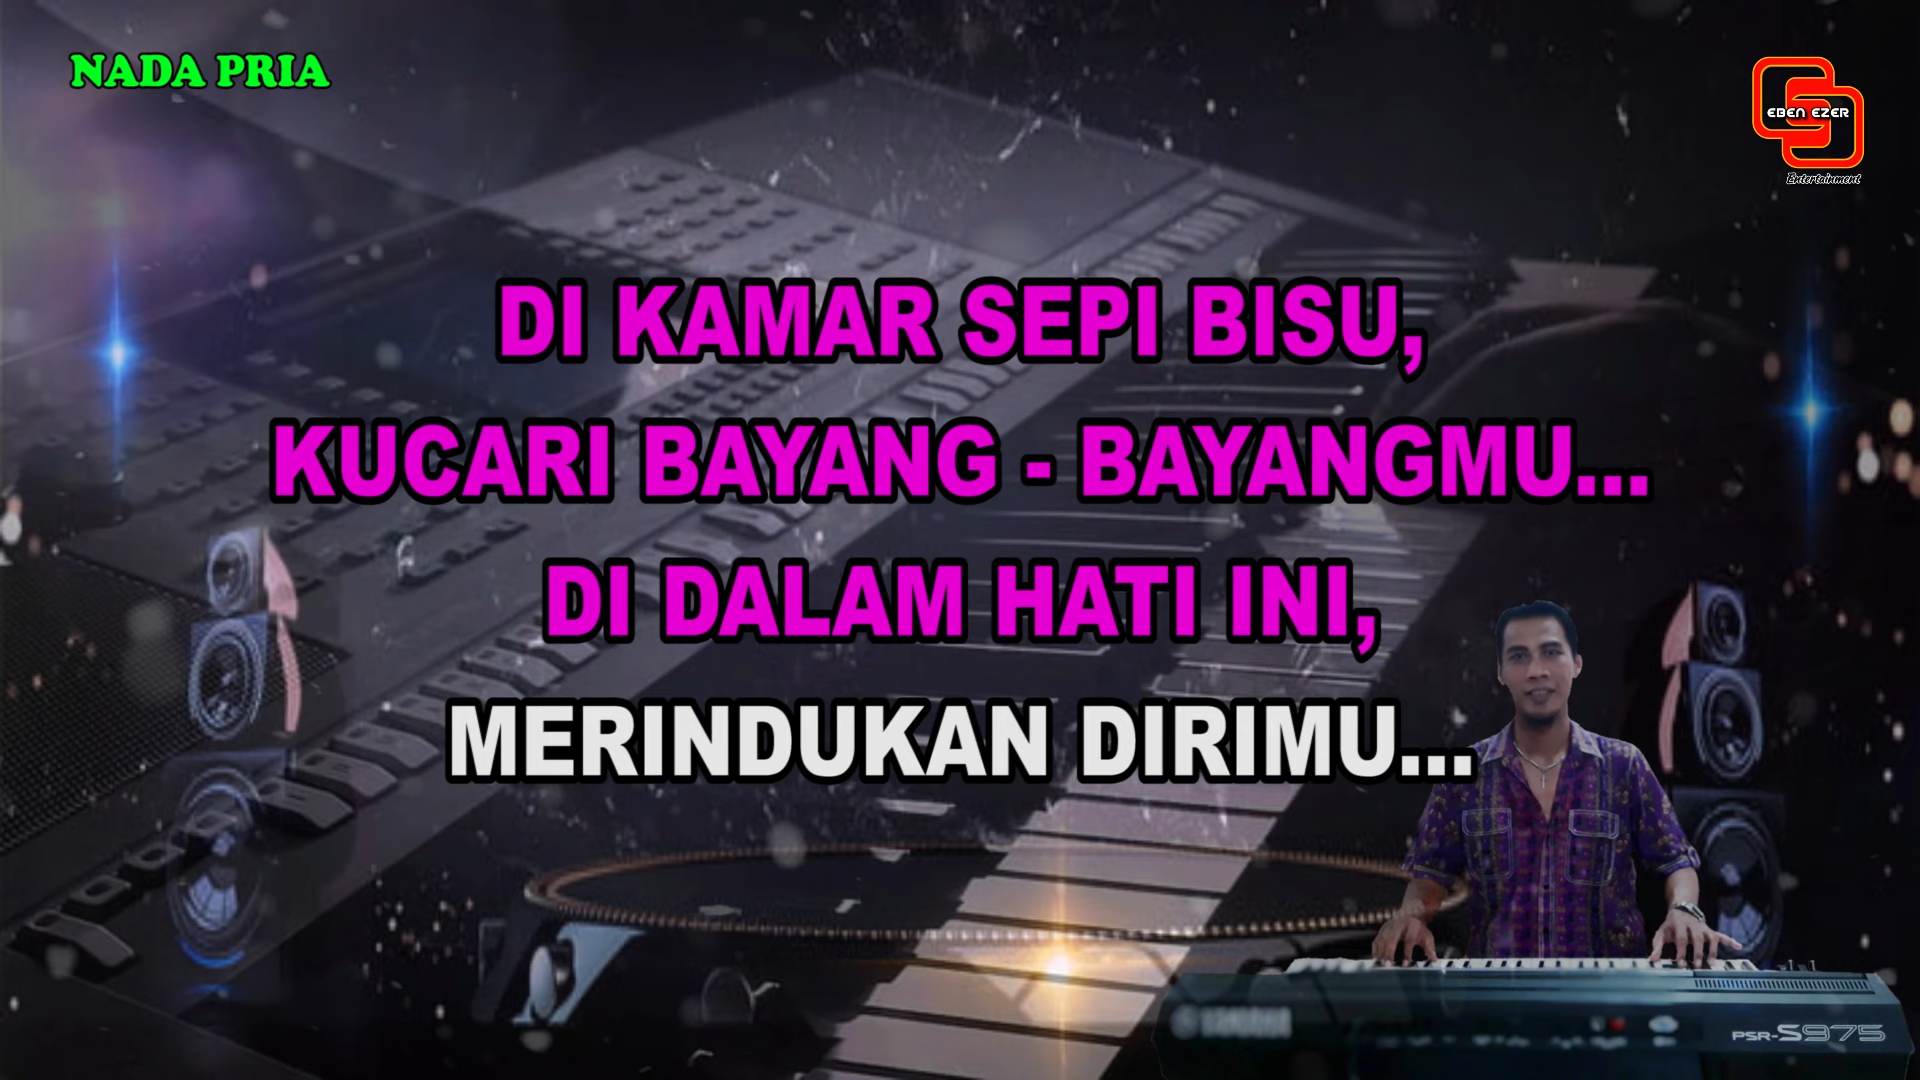 NADA PRIA
EBEN EZER
Entertainment
DI KAMAR SEPI BISU,
KUCARI BAYANG - BAYANGMU...
DI DALAM HATI INI,
MERINDUKAN DIRIMU...
PSR-S975